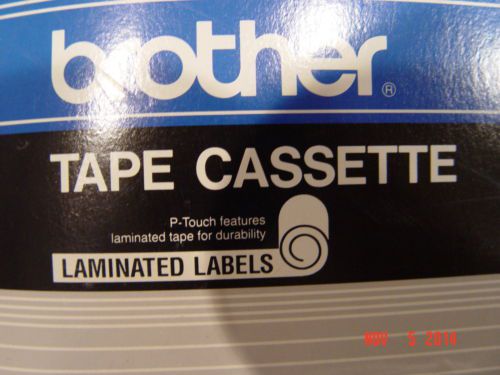 brother®
TAPE CASSETTE
P-Touch features
laminated tape for durability
LAMINATED LABELS
NOV 5 2014